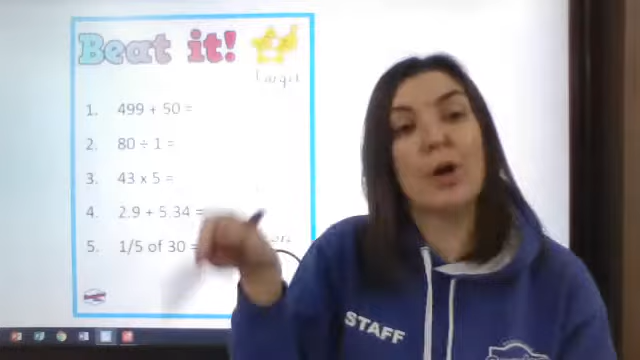 Beat it!
Target
1. 499 + 50 =
2. 80 ÷ 1 =
3. 43 x 5 =
4. 2.9 + 5.34 =
5. 1/5 of 30 =
STAFF